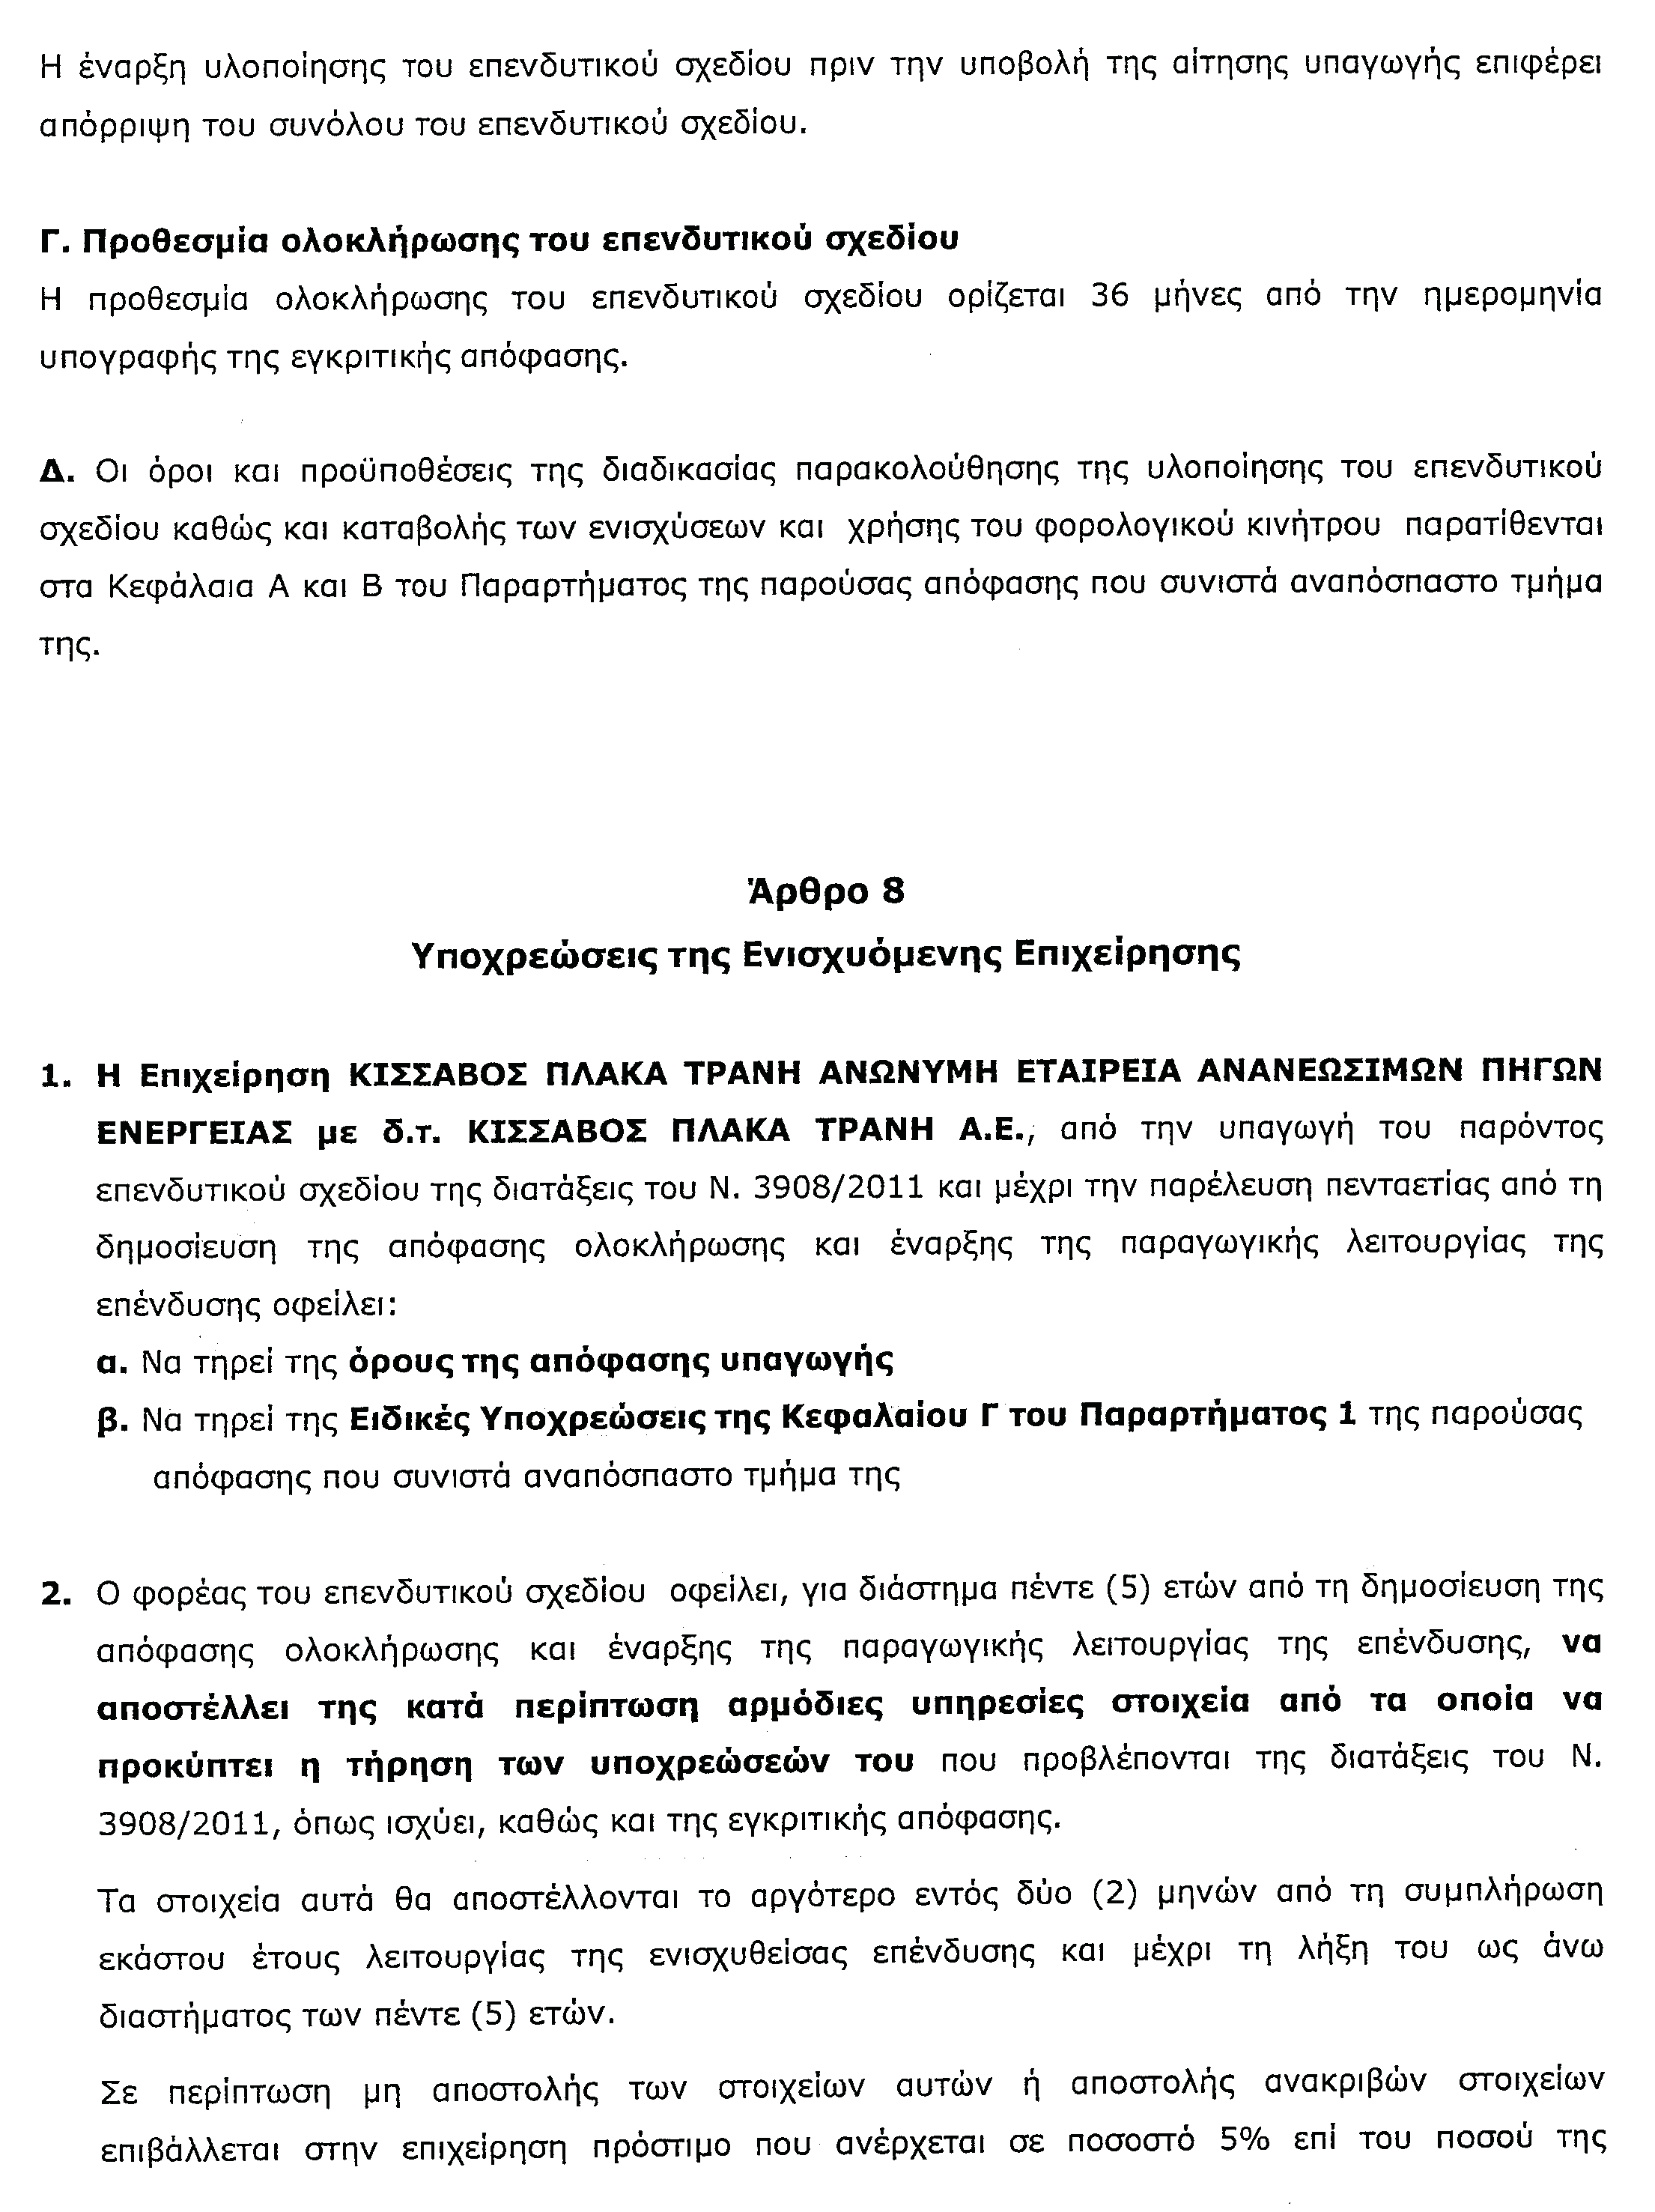 Η έναρξη υλοποίησης του επενδυτικού σχεδίου πριν την υποβολή της αίτησης υπαγωγής επιφέρει
απόρριψη του συνόλου του επενδυτικού σχεδίου.
Γ. Προθεσμία ολοκλήρωσης του επενδυτικού σχεδίου
Η προθεσμία ολοκλήρωσης του επενδυτικού σχεδίου ορίζεται 36 μήνες από την ημερομηνία
υπογραφής της εγκριτικής απόφασης.
Δ. Οι όροι και προϋποθέσεις της διαδικασίας παρακολούθησης της υλοποίησης του επενδυτικού
σχεδίου καθώς και καταβολής των ενισχύσεων και χρήσης του φορολογικού κινήτρου παρατίθενται
στα Κεφάλαια Α και Β του Παραρτήματος της παρούσας απόφασης που συνιστά αναπόσπαστο τμήμα
της.
Άρθρο 8
Υποχρεώσεις της Ενισχυόμενης Επιχείρησης
1. Η Επιχείρηση ΚΙΣΣΑΒΟΣ ΠΛΑΚΑ ΤΡΑΝΗ ΑΝΩΝΥΜΗ ΕΤΑΙΡΕΙΑ ΑΝΑΝΕΩΣΙΜΩΝ ΠΗΓΩΝ
ΕΝΕΡΓΕΙΑΣ με δ.τ. ΚΙΣΣΑΒΟΣ ΠΛΑΚΑ ΤΡΑΝΗ Α.Ε., από την υπαγωγή του παρόντος
επενδυτικού σχεδίου της διατάξεις του Ν. 3908/2011 και μέχρι την παρέλευση πενταετίας από τη
δημοσίευση της απόφασης ολοκλήρωσης και έναρξης της παραγωγικής λειτουργίας της
επένδυσης οφείλει:
α. Να τηρεί της όρους της απόφασης υπαγωγής
β. Να τηρεί της Ειδικές Υποχρεώσεις της Κεφαλαίου Γ του Παραρτήματος 1 της παρούσας
απόφασης που συνιστά αναπόσπαστο τμήμα της
2. Ο φορέας του επενδυτικού σχεδίου οφείλει, για διάστημα πέντε (5) ετών από τη δημοσίευση της
απόφασης ολοκλήρωσης και έναρξης της παραγωγικής λειτουργίας της επένδυσης, να
αποστέλλει της κατά περίπτωση αρμόδιες υπηρεσίες στοιχεία από τα οποία να
προκύπτει η τήρηση των υποχρεώσεών του που προβλέπονται της διατάξεις του Ν.
3908/2011, όπως ισχύει, καθώς και της εγκριτικής απόφασης.
Τα στοιχεία αυτά θα αποστέλλονται το αργότερο εντός δύο (2) μηνών από τη συμπλήρωση
εκάστου έτους λειτουργίας της ενισχυθείσας επένδυσης και μέχρι τη λήξη του ως άνω
διαστήματος των πέντε (5) ετών.
Σε περίπτωση μη αποστολής των στοιχείων αυτών ή αποστολής ανακριβών στοιχείων
επιβάλλεται στην επιχείρηση πρόστιμο που ανέρχεται σε ποσοστό 5% επί του ποσού της